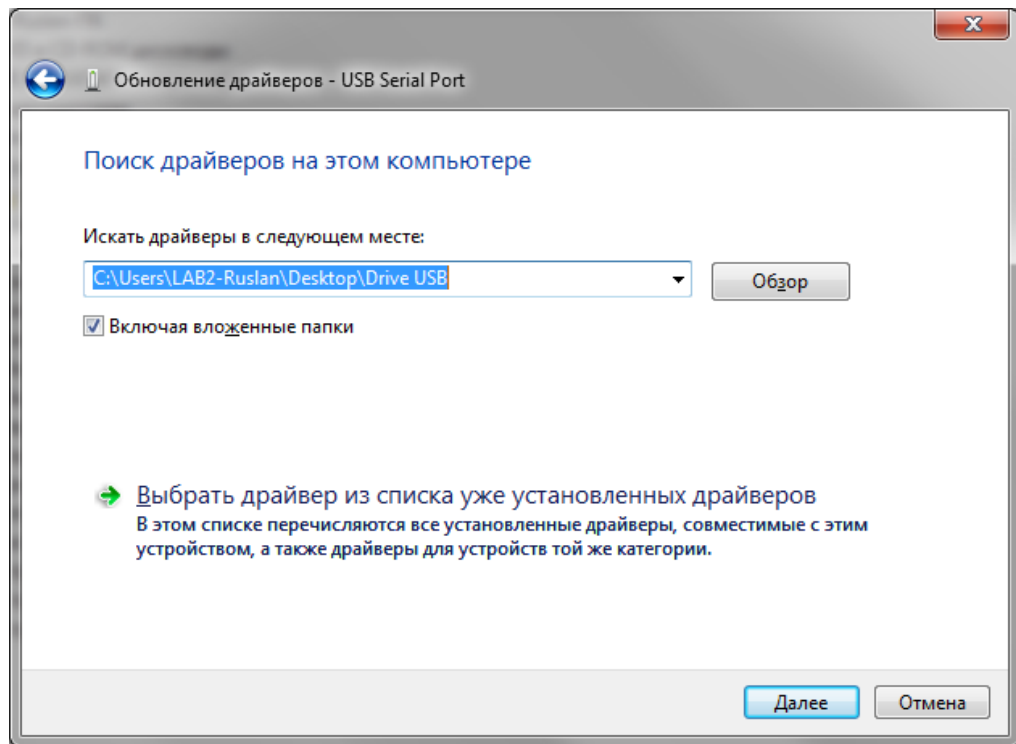 Обновление драйверов - USB Serial Port
Поиск драйверов на этом компьютере
Искать драйверы в следующем месте:
C:\Users\LAB2-Ruslan\Desktop\Drive USB
Обзор
Включая вложенные папки
Выбрать драйвер из списка уже установленных драйверов
В этом списке перечисляются все установленные драйверы, совместимые с этим
устройством, а также драйверы для устройств той же категории.
Далее
Отмена